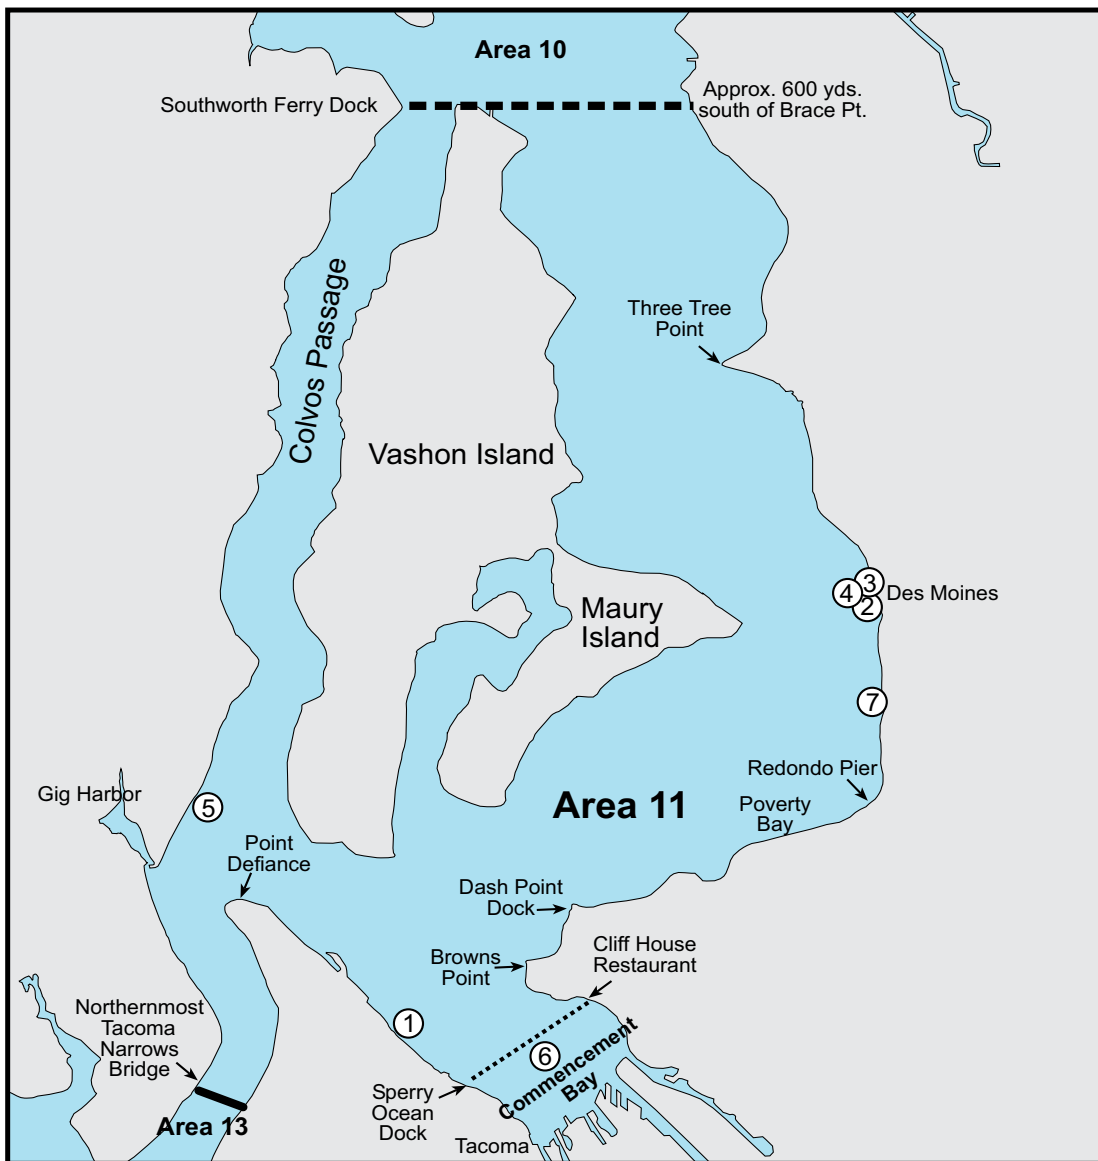 Area 10
Southworth Ferry Dock
Approx. 600 yds.
south of Brace Pt.
Colvos Passage
Three Tree
Point
Vashon Island
3
4
2
Des Moines
Maury
Island
7
Redondo Pier
Gig Harbor
5
Area 11
Poverty
Bay
Point
Defiance
Dash Point
Dock
Browns
Point
Cliff House
Restaurant
Northernmost
Tacoma
Narrows
Bridge
1
6
Commencement
Bay
Sperry
Ocean
Dock
Area 13
Tacoma